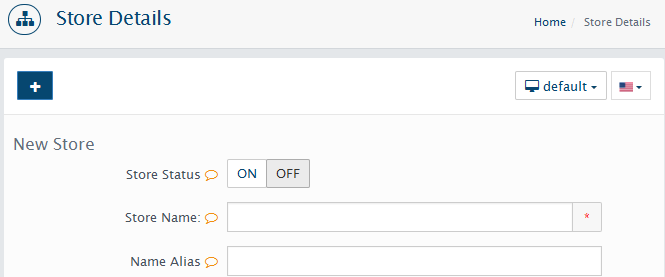 Store Details
Home / Store Details
+
default
New Store
Store Status ON OFF
Store Name: *
Name Alias